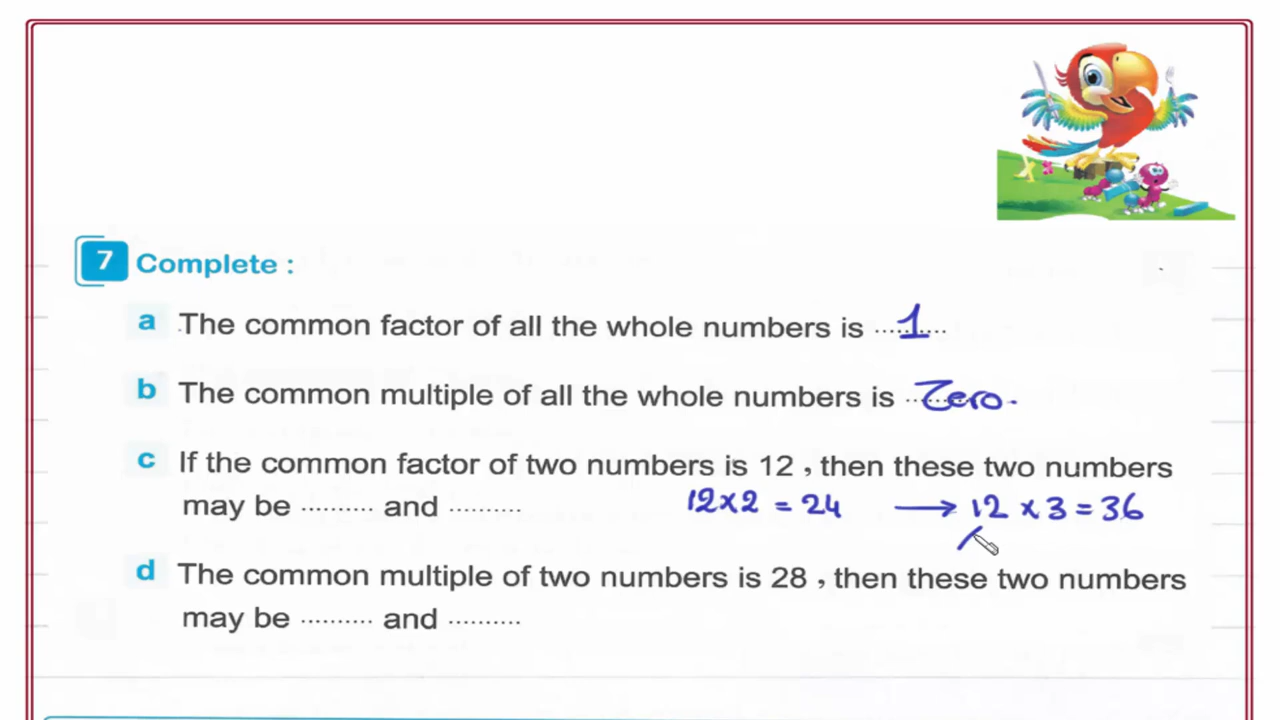 7 Complete :
a The common factor of all the whole numbers is ......1......
b The common multiple of all the whole numbers is ..Zero..
c If the common factor of two numbers is 12 , then these two numbers
may be .......... and ..........
12×2 = 24 → 12 × 3 = 36
d The common multiple of two numbers is 28 , then these two numbers
may be .......... and ..........